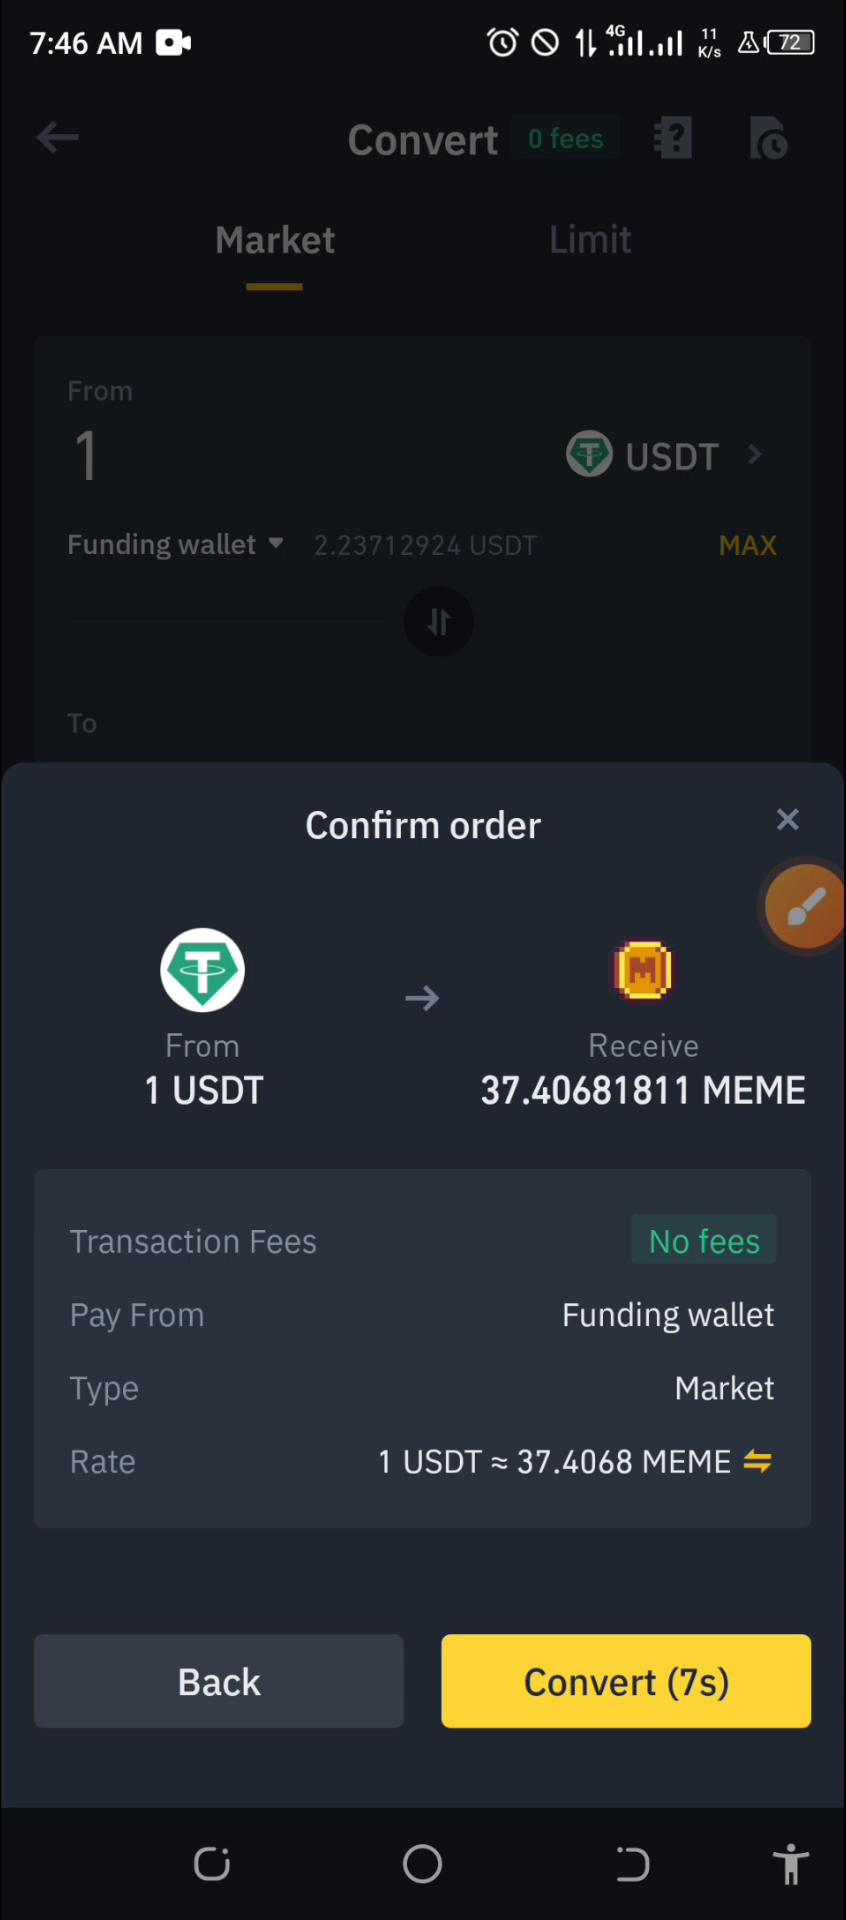 7:46 AM 4G 11 K/s 72
Convert 0 fees
Market Limit
From
1 USDT
Funding wallet 2.23712924 USDT MAX
To
Confirm order
From Receive
1 USDT 37.40681811 MEME
Transaction Fees No fees
Pay From Funding wallet
Type Market
Rate 1 USDT ≈ 37.4068 MEME
Back Convert (7s)